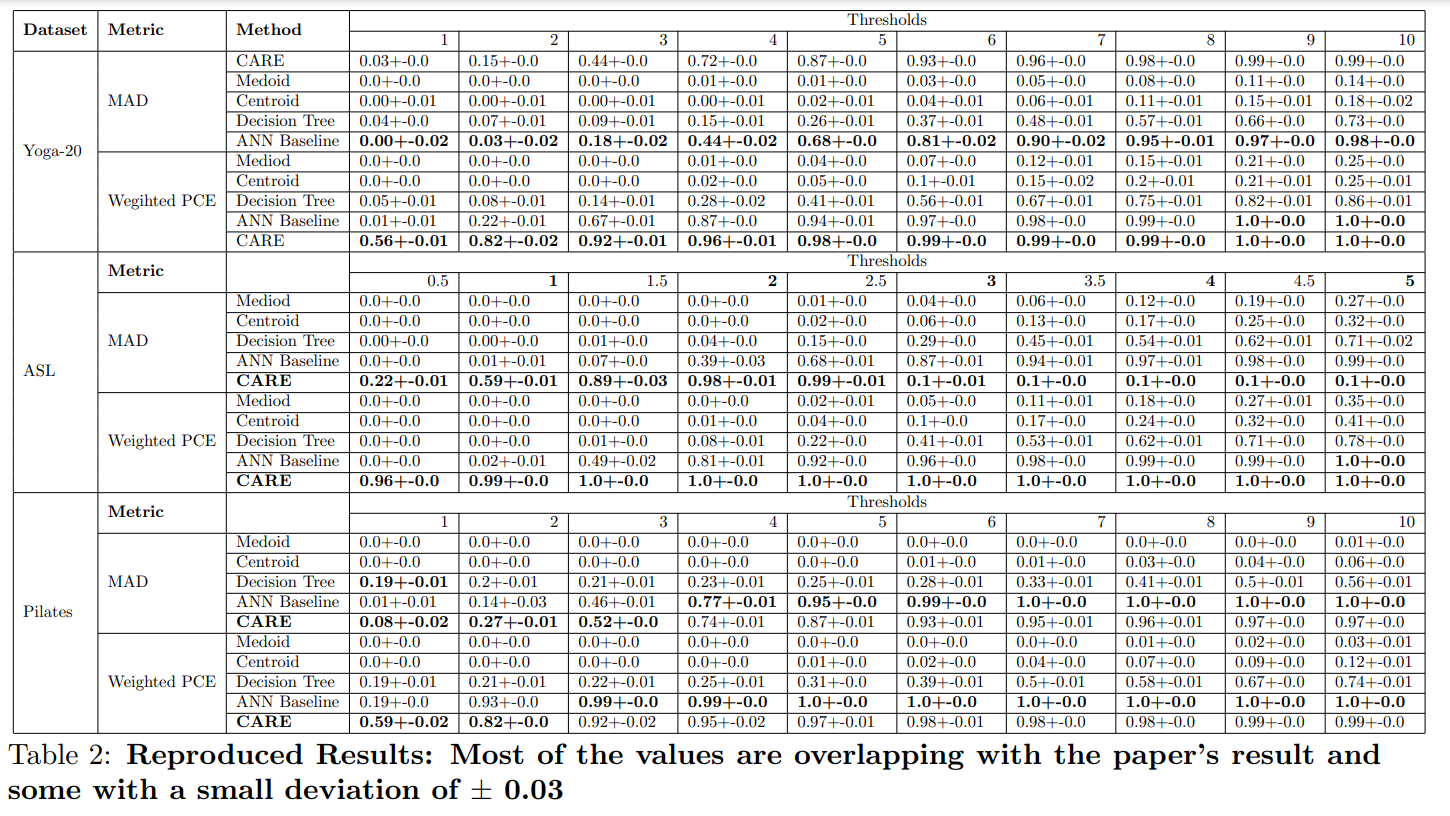 Dataset Metric Method Thresholds
1 2 3 4 5 6 7 8 9 10
Yoga-20 MAD CARE 0.03+-0.0 0.15+-0.0 0.44+-0.0 0.72+-0.0 0.87+-0.0 0.93+-0.0 0.96+-0.0 0.98+-0.0 0.99+-0.0 0.99+-0.0
Medoid 0.0+-0.0 0.0+-0.0 0.0+-0.0 0.01+-0.0 0.01+-0.0 0.03+-0.0 0.05+-0.0 0.08+-0.0 0.11+-0.0 0.14+-0.0
Centroid 0.00+-0.01 0.00+-0.01 0.00+-0.01 0.00+-0.01 0.02+-0.01 0.04+-0.01 0.06+-0.01 0.11+-0.01 0.15+-0.01 0.18+-0.02
Decision Tree 0.04+-0.0 0.07+-0.01 0.09+-0.01 0.15+-0.01 0.26+-0.01 0.37+-0.01 0.48+-0.01 0.57+-0.01 0.66+-0.0 0.73+-0.0
ANN Baseline 0.00+-0.02 0.03+-0.02 0.18+-0.02 0.44+-0.02 0.68+-0.0 0.81+-0.02 0.90+-0.02 0.95+-0.01 0.97+-0.0 0.98+-0.0
Wegihted PCE Mediod 0.0+-0.0 0.0+-0.0 0.0+-0.0 0.01+-0.0 0.04+-0.0 0.07+-0.0 0.12+-0.01 0.15+-0.01 0.21+-0.0 0.25+-0.0
Centroid 0.0+-0.0 0.0+-0.0 0.0+-0.0 0.02+-0.0 0.05+-0.0 0.1+-0.01 0.15+-0.02 0.2+-0.01 0.21+-0.01 0.25+-0.01
Decision Tree 0.05+-0.01 0.08+-0.01 0.14+-0.01 0.28+-0.02 0.41+-0.01 0.56+-0.01 0.67+-0.01 0.75+-0.01 0.82+-0.01 0.86+-0.01
ANN Baseline 0.01+-0.01 0.22+-0.01 0.67+-0.01 0.87+-0.0 0.94+-0.01 0.97+-0.0 0.98+-0.0 0.99+-0.0 1.0+-0.0 1.0+-0.0
CARE 0.56+-0.01 0.82+-0.02 0.92+-0.01 0.96+-0.01 0.98+-0.0 0.99+-0.0 0.99+-0.0 0.99+-0.0 1.0+-0.0 1.0+-0.0
ASL Metric Thresholds
0.5 1 1.5 2 2.5 3 3.5 4 4.5 5
MAD Mediod 0.0+-0.0 0.0+-0.0 0.0+-0.0 0.0+-0.0 0.01+-0.0 0.04+-0.0 0.06+-0.0 0.12+-0.0 0.19+-0.0 0.27+-0.0
Centroid 0.0+-0.0 0.0+-0.0 0.0+-0.0 0.0+-0.0 0.02+-0.0 0.06+-0.0 0.13+-0.0 0.17+-0.0 0.25+-0.0 0.32+-0.0
Decision Tree 0.00+-0.0 0.00+-0.0 0.01+-0.0 0.04+-0.0 0.15+-0.0 0.29+-0.0 0.45+-0.01 0.54+-0.01 0.62+-0.01 0.71+-0.02
ANN Baseline 0.0+-0.0 0.01+-0.01 0.07+-0.0 0.39+-0.03 0.68+-0.01 0.87+-0.01 0.94+-0.01 0.97+-0.01 0.98+-0.0 0.99+-0.0
CARE 0.22+-0.01 0.59+-0.01 0.89+-0.03 0.98+-0.01 0.99+-0.01 0.1+-0.01 0.1+-0.0 0.1+-0.0 0.1+-0.0 0.1+-0.0
Weighted PCE Mediod 0.0+-0.0 0.0+-0.0 0.0+-0.0 0.0+-0.0 0.02+-0.01 0.05+-0.0 0.11+-0.01 0.18+-0.0 0.27+-0.01 0.35+-0.0
Centroid 0.0+-0.0 0.0+-0.0 0.0+-0.0 0.01+-0.0 0.04+-0.0 0.1+-0.0 0.17+-0.0 0.24+-0.0 0.32+-0.0 0.41+-0.0
Decision Tree 0.0+-0.0 0.0+-0.0 0.01+-0.0 0.08+-0.01 0.22+-0.0 0.41+-0.01 0.53+-0.01 0.62+-0.01 0.71+-0.0 0.78+-0.0
ANN Baseline 0.0+-0.0 0.02+-0.01 0.49+-0.02 0.81+-0.01 0.92+-0.0 0.96+-0.0 0.98+-0.0 0.99+-0.0 0.99+-0.0 1.0+-0.0
CARE 0.96+-0.0 0.99+-0.0 1.0+-0.0 1.0+-0.0 1.0+-0.0 1.0+-0.0 1.0+-0.0 1.0+-0.0 1.0+-0.0 1.0+-0.0
Pilates Metric Thresholds
1 2 3 4 5 6 7 8 9 10
MAD Medoid 0.0+-0.0 0.0+-0.0 0.0+-0.0 0.0+-0.0 0.0+-0.0 0.0+-0.0 0.0+-0.0 0.0+-0.0 0.0+-0.0 0.01+-0.0
Centroid 0.0+-0.0 0.0+-0.0 0.0+-0.0 0.0+-0.0 0.0+-0.0 0.01+-0.0 0.01+-0.0 0.03+-0.0 0.04+-0.0 0.06+-0.0
Decision Tree 0.19+-0.01 0.2+-0.01 0.21+-0.01 0.23+-0.01 0.25+-0.01 0.28+-0.01 0.33+-0.01 0.41+-0.01 0.5+-0.01 0.56+-0.01
ANN Baseline 0.01+-0.01 0.14+-0.03 0.46+-0.01 0.77+-0.01 0.95+-0.0 0.99+-0.0 1.0+-0.0 1.0+-0.0 1.0+-0.0 1.0+-0.0
CARE 0.08+-0.02 0.27+-0.01 0.52+-0.0 0.74+-0.01 0.87+-0.01 0.93+-0.01 0.95+-0.01 0.96+-0.01 0.97+-0.0 0.97+-0.0
Weighted PCE Medoid 0.0+-0.0 0.0+-0.0 0.0+-0.0 0.0+-0.0 0.0+-0.0 0.0+-0.0 0.0+-0.0 0.01+-0.0 0.02+-0.0 0.03+-0.01
Centroid 0.0+-0.0 0.0+-0.0 0.0+-0.0 0.0+-0.0 0.01+-0.0 0.02+-0.0 0.04+-0.0 0.07+-0.0 0.09+-0.0 0.12+-0.01
Decision Tree 0.19+-0.01 0.21+-0.01 0.22+-0.01 0.25+-0.01 0.31+-0.0 0.39+-0.01 0.5+-0.01 0.58+-0.01 0.67+-0.0 0.74+-0.01
ANN Baseline 0.19+-0.0 0.93+-0.0 0.99+-0.0 0.99+-0.0 1.0+-0.0 1.0+-0.0 1.0+-0.0 1.0+-0.0 1.0+-0.0 1.0+-0.0
CARE 0.59+-0.02 0.82+-0.0 0.92+-0.02 0.95+-0.02 0.97+-0.01 0.98+-0.01 0.98+-0.0 0.98+-0.0 0.99+-0.0 0.99+-0.0
Table 2: Reproduced Results: Most of the values are overlapping with the paper's result and
some with a small deviation of ± 0.03